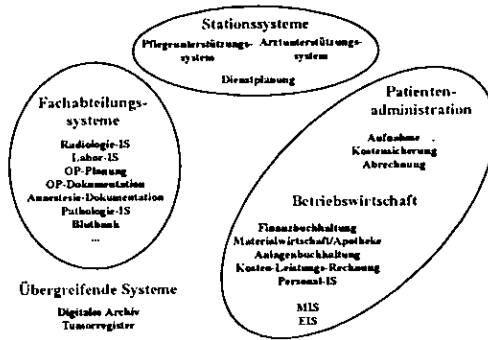 Stationssysteme
Pflegeunterstützungs-
system
Arztunterstützungs-
system
Dienstplanung
Fachabteilungs-
systeme
Radiologie-IS
Labor-IS
OP-Planung
OP-Dokumentation
Anaestesie-Dokumentation
Pathologie-IS
Blutbank
...
Patienten-
administration
Aufnahme
Kostensicherung
Abrechnung
Betriebswirtschaft
Finanzbuchhaltung
Materialwirtschaft/Apotheke
Anlagenbuchhaltung
Kosten-Leistungs-Rechnung
Personal-IS
MIS
EIS
Übergreifende Systeme
Digitales Archiv
Tumorregister